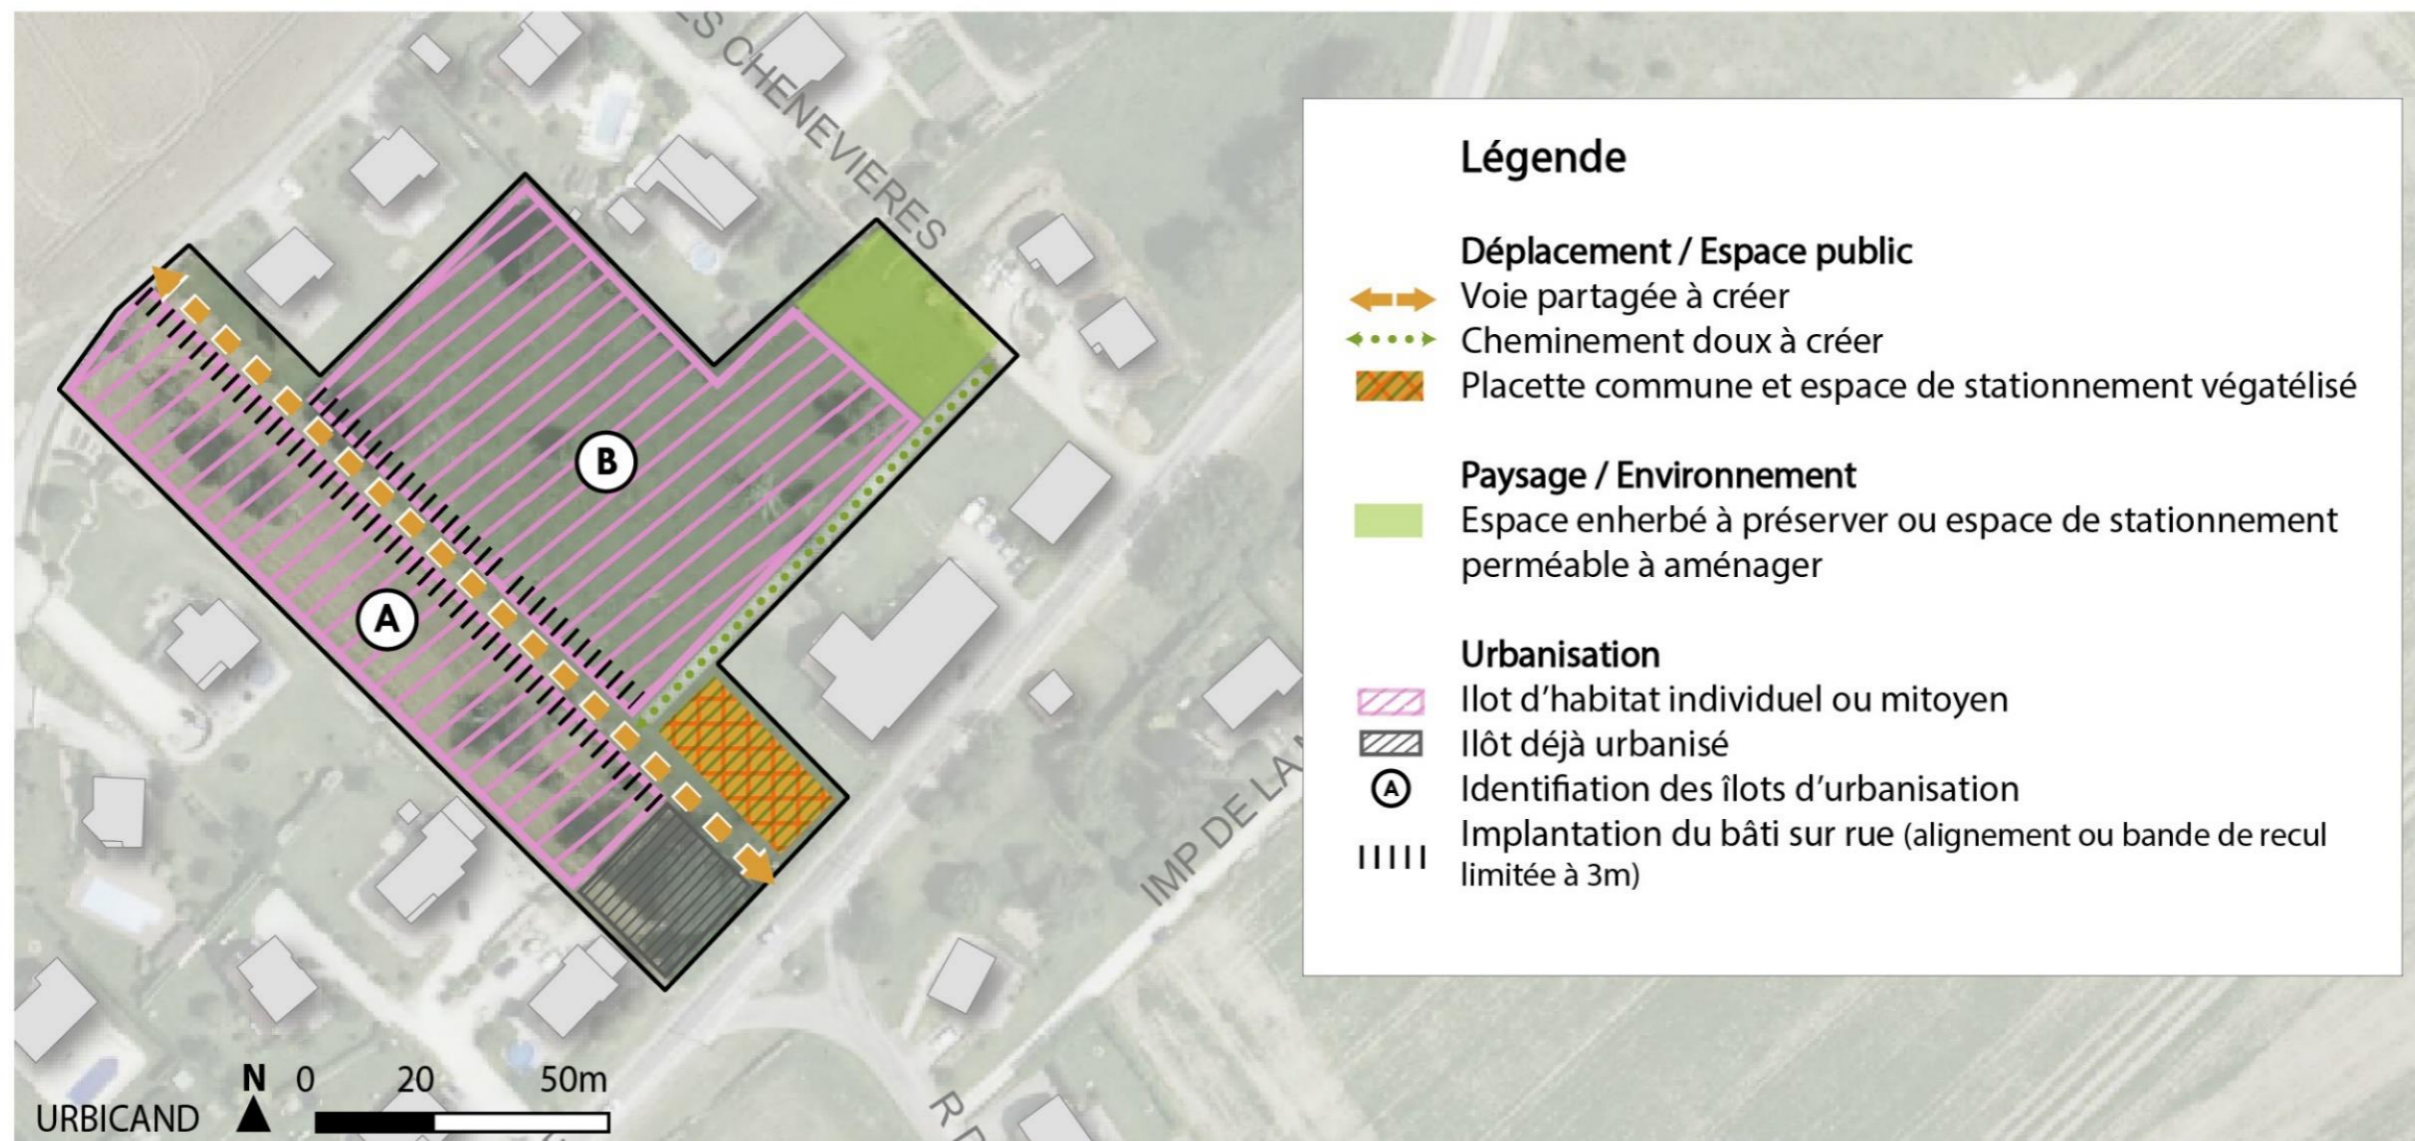 ES CHENEVIERES
B
A
IMP DE LA
R D
N 0 20 50m
URBICAND
Légende
Déplacement / Espace public
Voie partagée à créer
Cheminement doux à créer
Placette commune et espace de stationnement végatélisé
Paysage / Environnement
Espace enherbé à préserver ou espace de stationnement
perméable à aménager
Urbanisation
Ilot d'habitat individuel ou mitoyen
Ilôt déjà urbanisé
A Identifiation des îlots d'urbanisation
Implantation du bâti sur rue (alignement ou bande de recul
limitée à 3m)